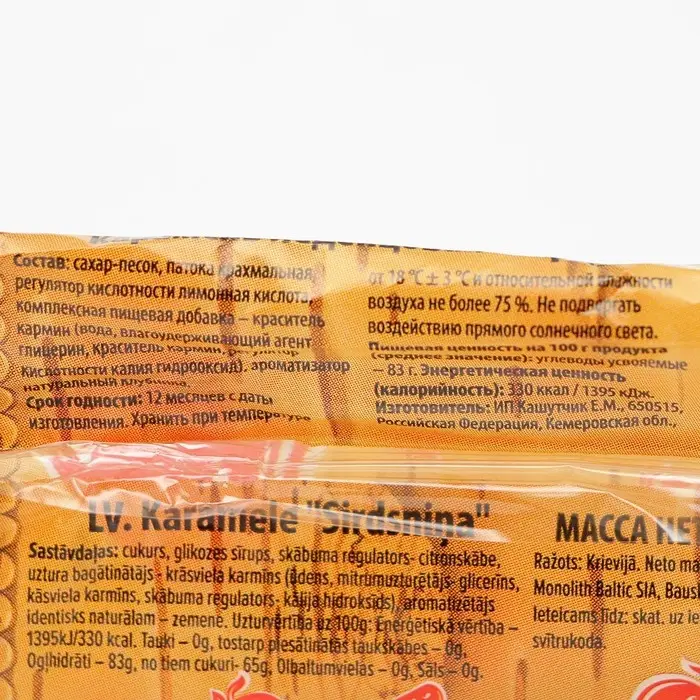 Состав: сахар-песок, патока крахмальная,
регулятор кислотности лимонная кислота,
комплексная пищевая добавка – краситель
кармин (вода, влагоудерживающий агент
глицерин, краситель кармин, регулятор
кислотности калия гидрооксид), ароматизатор
натуральный клубника.
Срок годности: 12 месяцев с даты
изготовления. Хранить при температуре
от 18 °C ± 3 °C и относительной влажности
воздуха не более 75 %. Не подвергать
воздействию прямого солнечного света.
Пищевая ценность на 100 г продукта
(среднее значение): углеводы усвояемые
– 83 г. Энергетическая ценность
(калорийность): 330 ккал / 1395 кДж.
Изготовитель: ИП Кашутчик Е.М., 650515,
Российская Федерация, Кемеровская обл.,
LV. Karamele "Sirdsniņa"
Sastāvdaļas: cukurs, glikozes sīrups, skābuma regulators- citronskābe,
uztura bagātinātājs- krāsviela karmīns (ūdens, mitrumuzturētājs- glicerīns,
kāsviela karmīns, skābuma regulators- kālija hidroksīds), aromatizētājs
identisks naturālam – zemenē. Uzturvērtība uz 100g: Enerģētiskā vērtība –
1395kJ/330 kcal. Tauki – 0g, tostarp piesātinātās taukskābes – 0g,
Ogļhidrāti – 83g, no tiem cukuri- 65g, Olbaltumvielas – 0g, Sāls – 0g.
МАССА НЕ
Ražots: Krievijā. Neto ma
Monolith Baltic SIA, Bausk
Ieteicams līdz: skat. uz ie
svītrukoda.